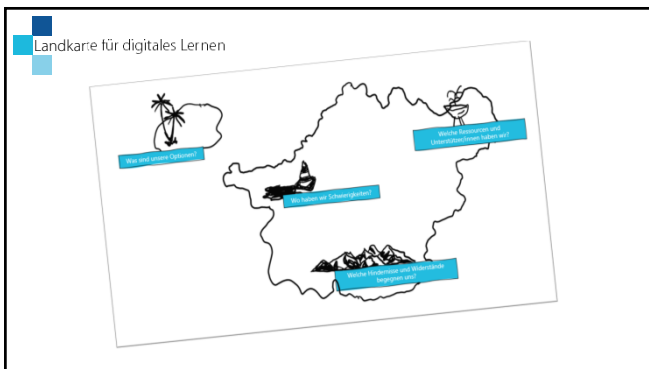 Landkarte für digitales Lernen
Was sind unsere Optionen?
Welche Ressourcen und
Unterstützer/innen haben wir?
Wo haben wir Schwierigkeiten?
Welche Hindernisse und Widerstände
begegnen uns?